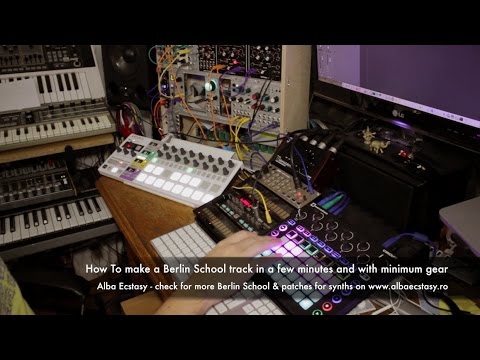 LG
How To make a Berlin School track in a few minutes and with minimum gear
Alba Ecstasy - check for more Berlin School & patches for synths on www.albaecstasy.ro